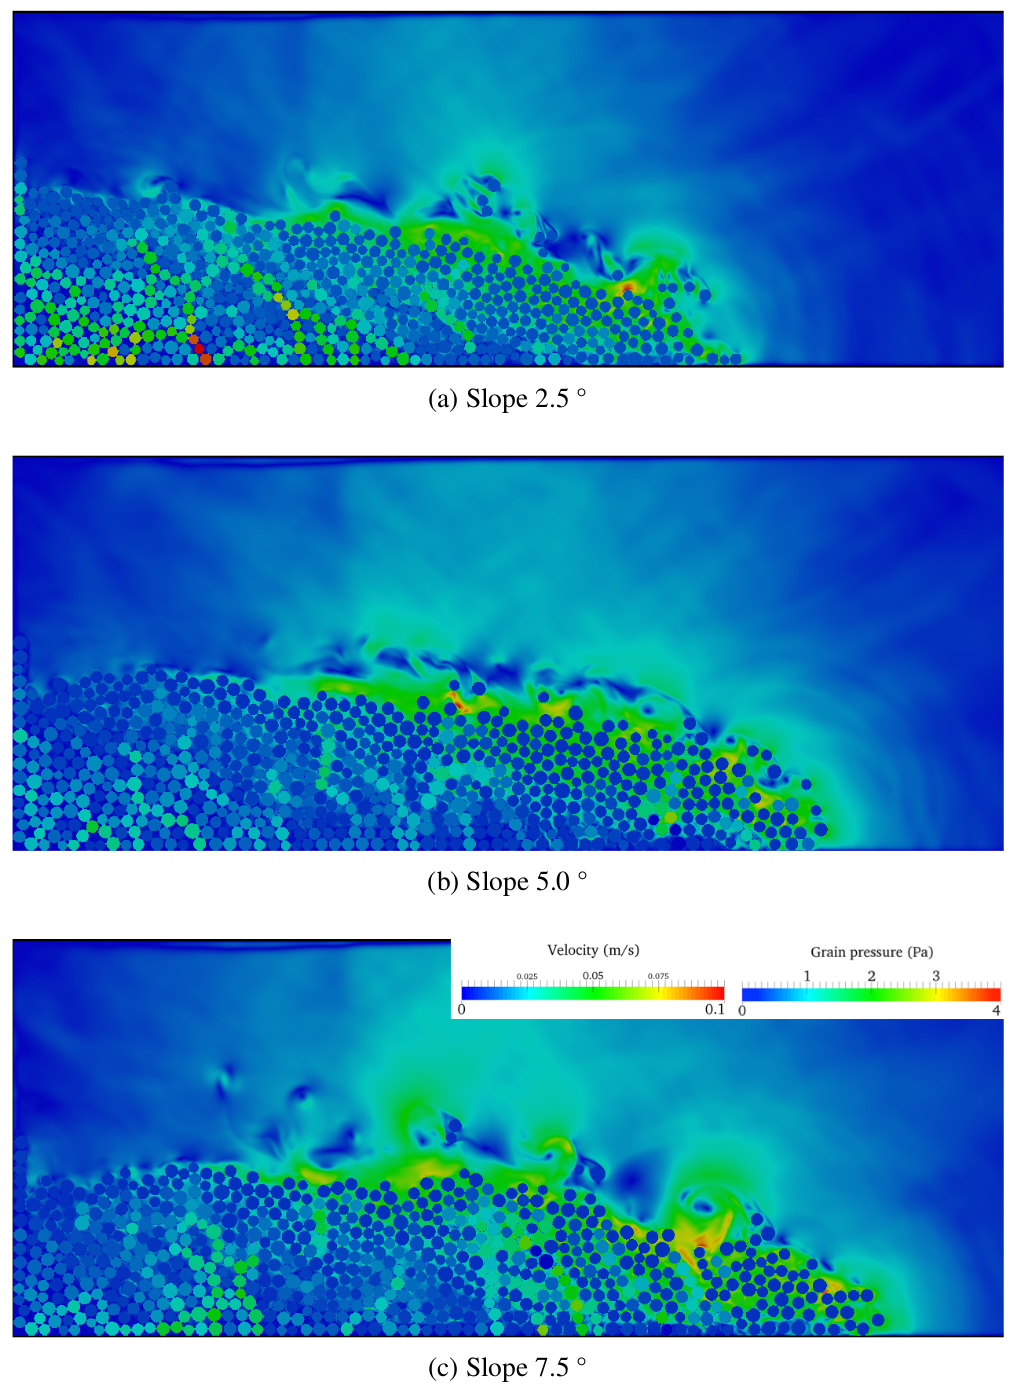 (a) Slope 2.5 °
(b) Slope 5.0 °
Velocity (m/s)
0.025 0.05 0.075
0 0.1
Grain pressure (Pa)
1 2 3
0 4
(c) Slope 7.5 °